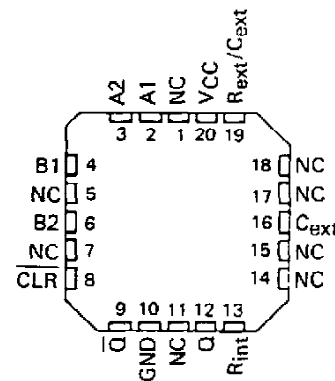 A2 A1 NC VCC Rext/Cext
3 2 1 20 19
B1 4
NC 5
B2 6
NC 7
CLR 8
18 NC
17 NC
16 Cext
15 NC
14 NC
9 10 11 12 13
Q GND NC Q Rint